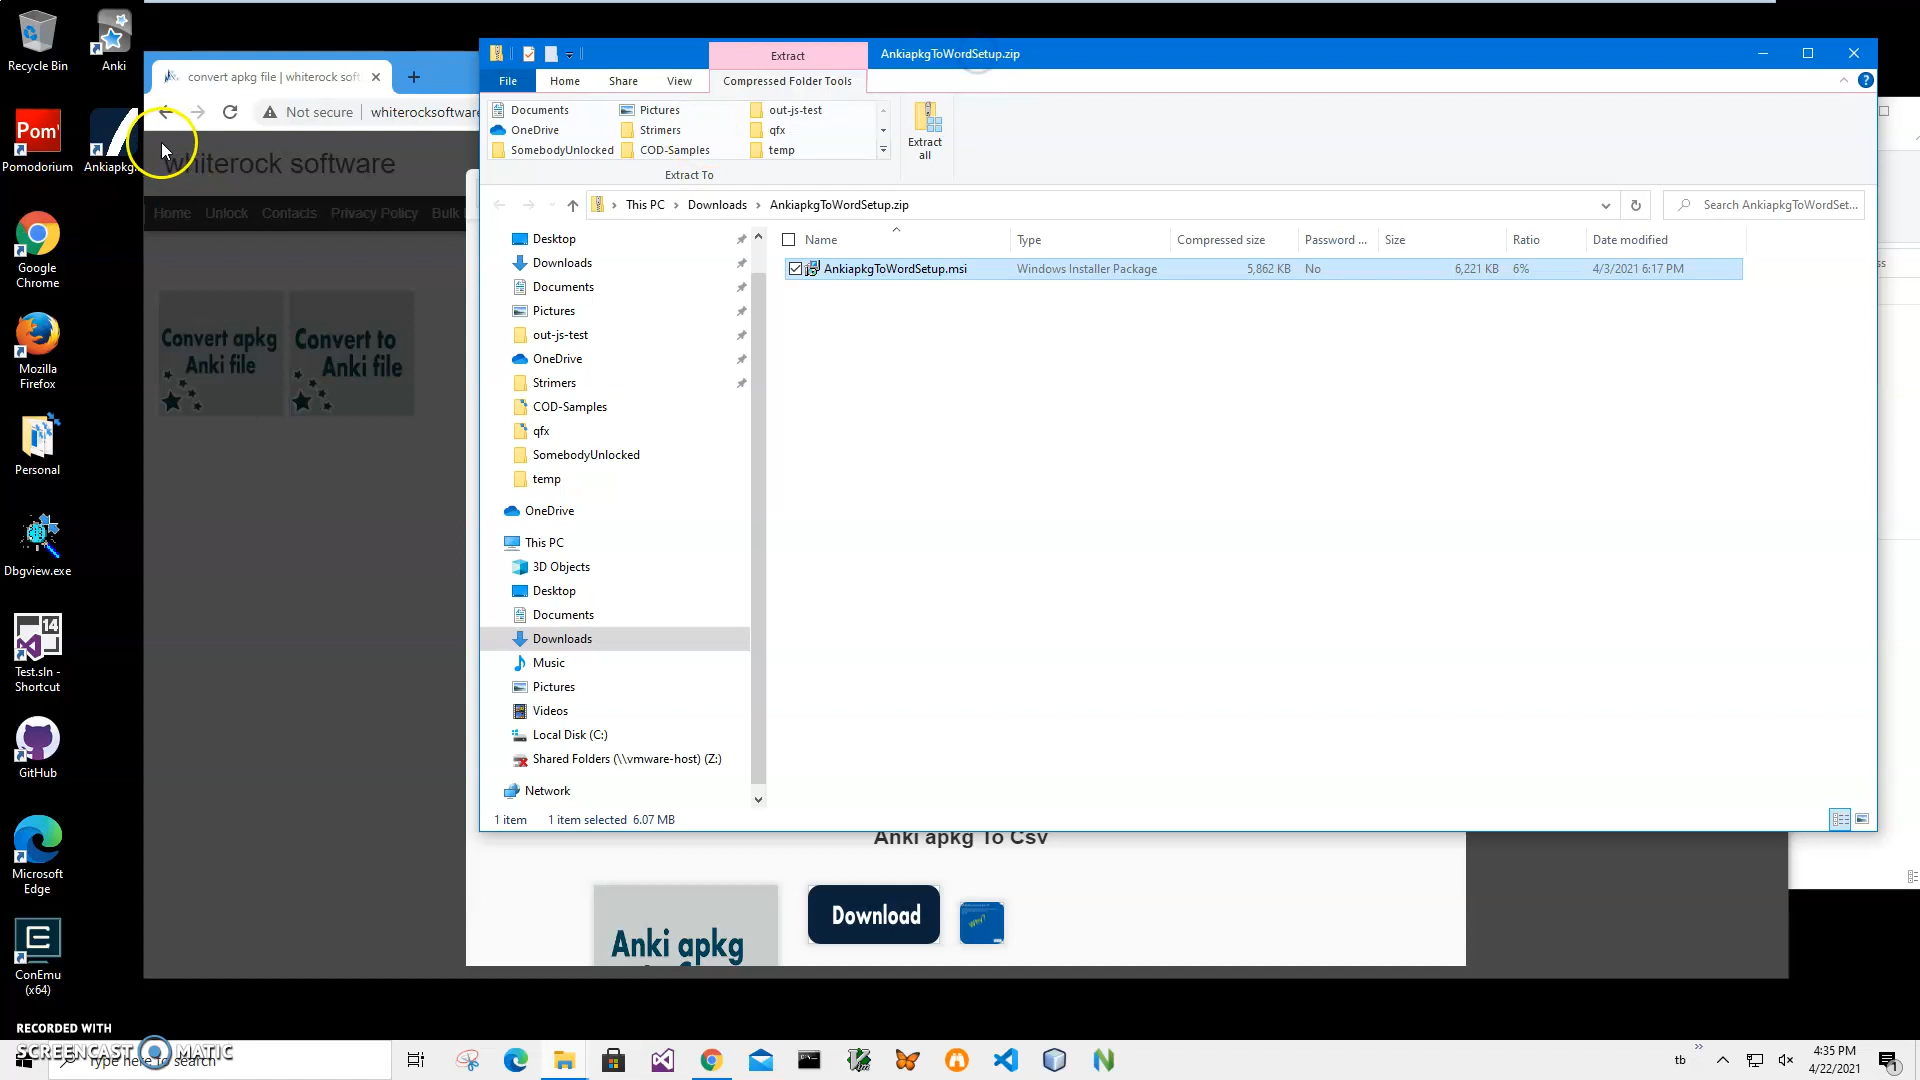 Recycle Bin
Anki
Pomodorium
Ankiapkg
Google
Chrome
Mozilla
Firefox
Personal
Dbgview.exe
14
Test.sln -
Shortcut
GitHub
Microsoft
Edge
ConEmu
(x64)
RECORDED WITH
SCREENCAST MATIC
Type here to search
convert apkg file | whiterock soft
Not secure
whiterocksoftware
whiterock software
Home Unlock Contacts Privacy Policy Bulk
Convert apkg
Anki file
Convert to
Anki file
Extract
AnkiapkgToWordSetup.zip
File Home Share View Compressed Folder Tools
Documents Pictures out-js-test
OneDrive Strimers qfx
SomebodyUnlocked COD-Samples temp
Extract
all
Extract To
This PC > Downloads > AnkiapkgToWordSetup.zip
Search AnkiapkgToWordSet...
Name Type Compressed size Password ... Size Ratio Date modified
AnkiapkgToWordSetup.msi Windows Installer Package 5,862 KB No 6,221 KB 6% 4/3/2021 6:17 PM
Desktop
Downloads
Documents
Pictures
out-js-test
OneDrive
Strimers
COD-Samples
qfx
SomebodyUnlocked
temp
OneDrive
This PC
3D Objects
Desktop
Documents
Downloads
Music
Pictures
Videos
Local Disk (C:)
Shared Folders (\\vmware-host) (Z:)
Network
1 item 1 item selected 6.07 MB
Anki apkg To Csv
Anki apkg
Download
Why?
tb
4:35 PM
4/22/2021